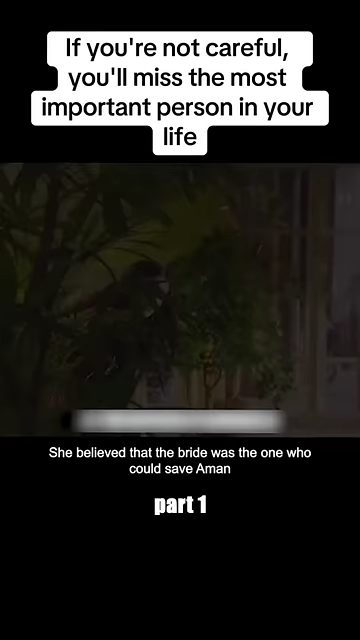 If you're not careful,
you'll miss the most
important person in your
life
She believed that the bride was the one who
could save Aman
part 1